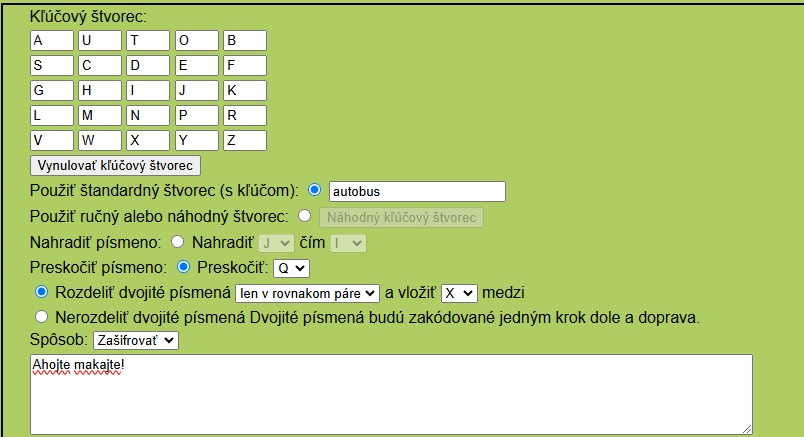 Kľúčový štvorec:
A U T O B
S C D E F
G H I J K
L M N P R
V W X Y Z
Vynulovať kľúčový štvorec
Použiť štandardný štvorec (s kľúčom): autobus
Použiť ručný alebo náhodný štvorec: Náhodný kľúčový štvorec
Nahradiť písmeno: Nahradiť J čím I
Preskočiť písmeno: Preskočiť: Q
Rozdeliť dvojité písmená len v rovnakom páre a vložiť X medzi
Nerozdeliť dvojité písmená Dvojité písmená budú zakódované jedným krok dole a doprava.
Spôsob: Zašifrovať
Ahojte makajte!